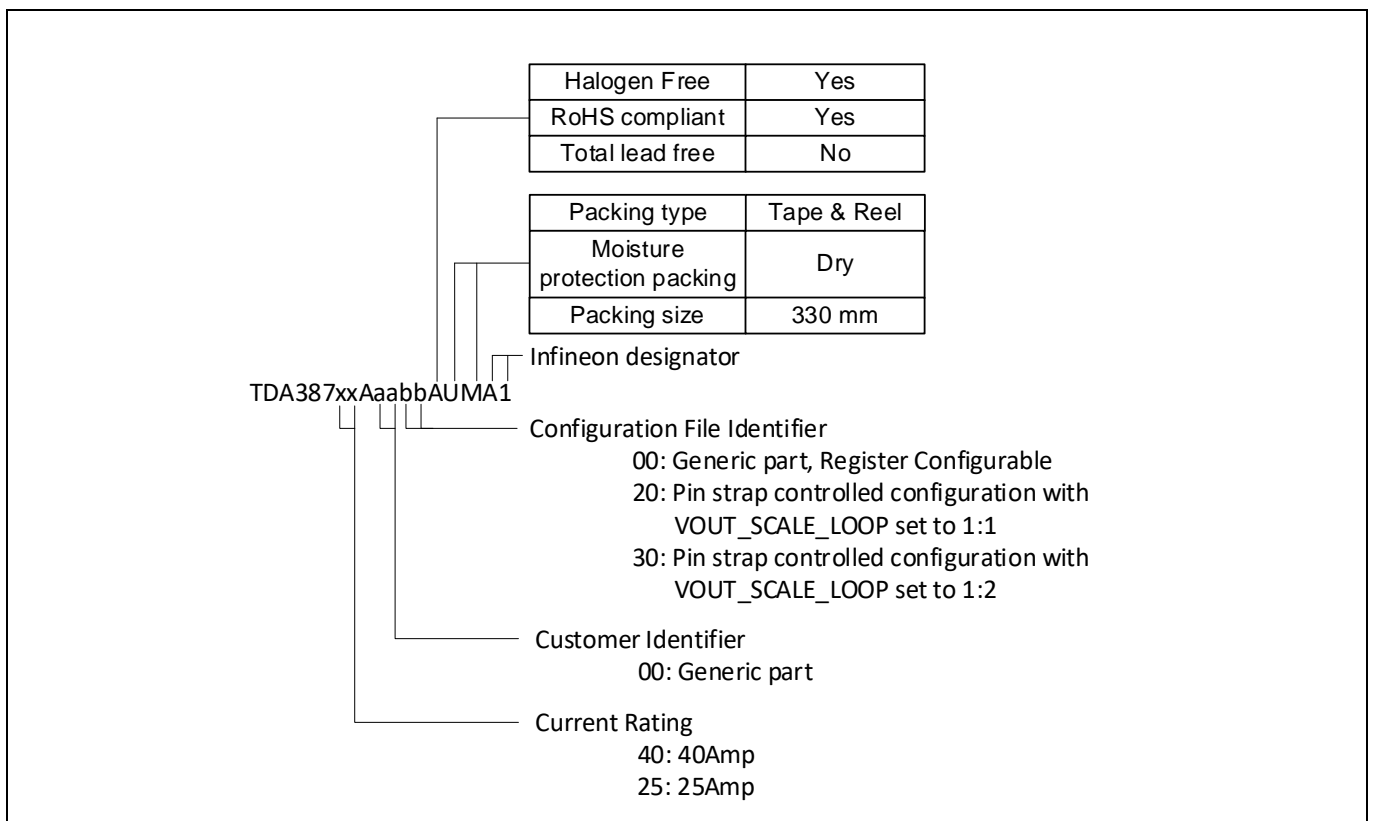 Halogen Free Yes
RoHS compliant Yes
Total lead free No
Packing type Tape & Reel
Moisture
protection packing Dry
Packing size 330 mm
Infineon designator
TDA387xxAaabbAUMA1
Configuration File Identifier
00: Generic part, Register Configurable
20: Pin strap controlled configuration with
VOUT_SCALE_LOOP set to 1:1
30: Pin strap controlled configuration with
VOUT_SCALE_LOOP set to 1:2
Customer Identifier
00: Generic part
Current Rating
40: 40Amp
25: 25Amp